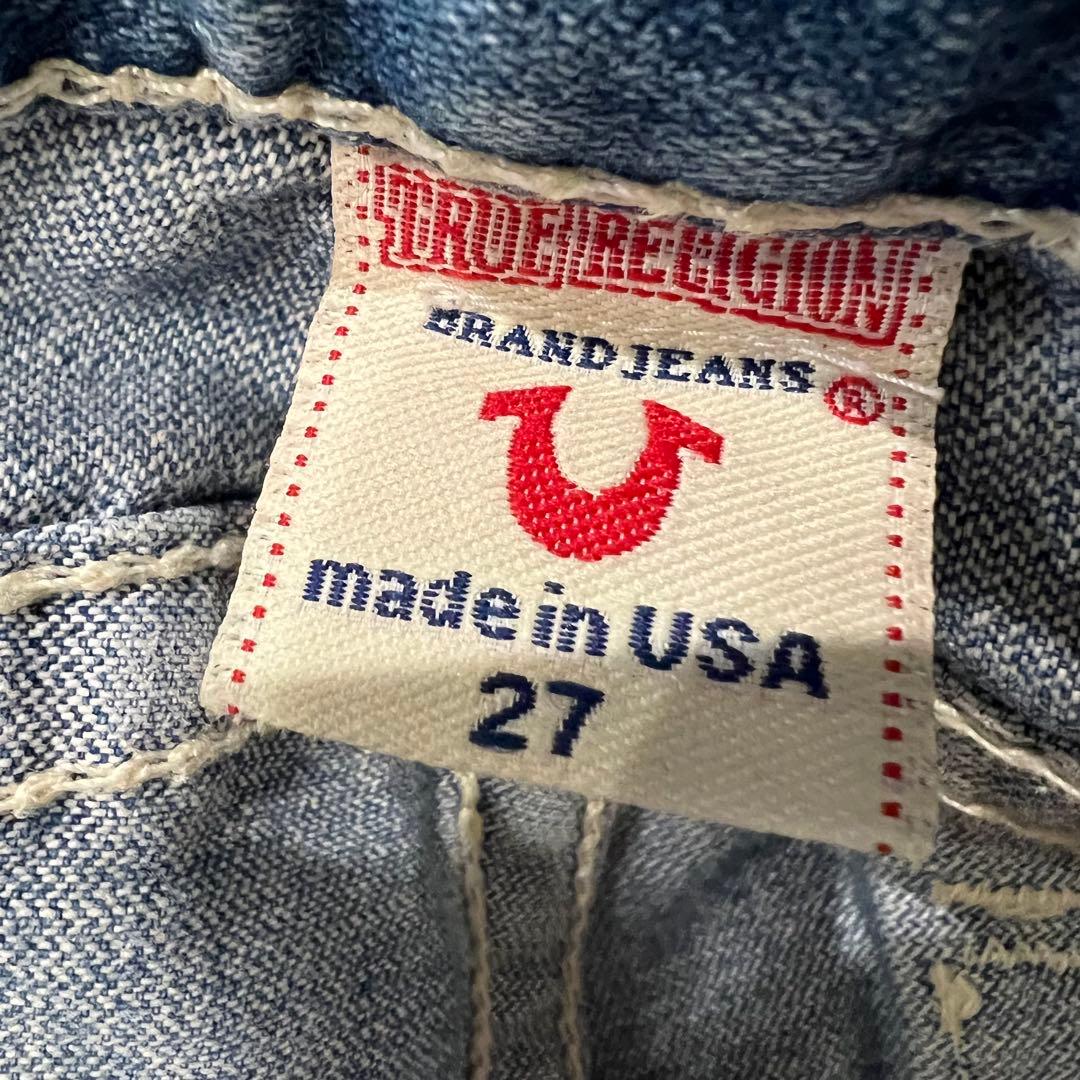 TRUE RELIGION
BRAND JEANS ®
made in USA
27